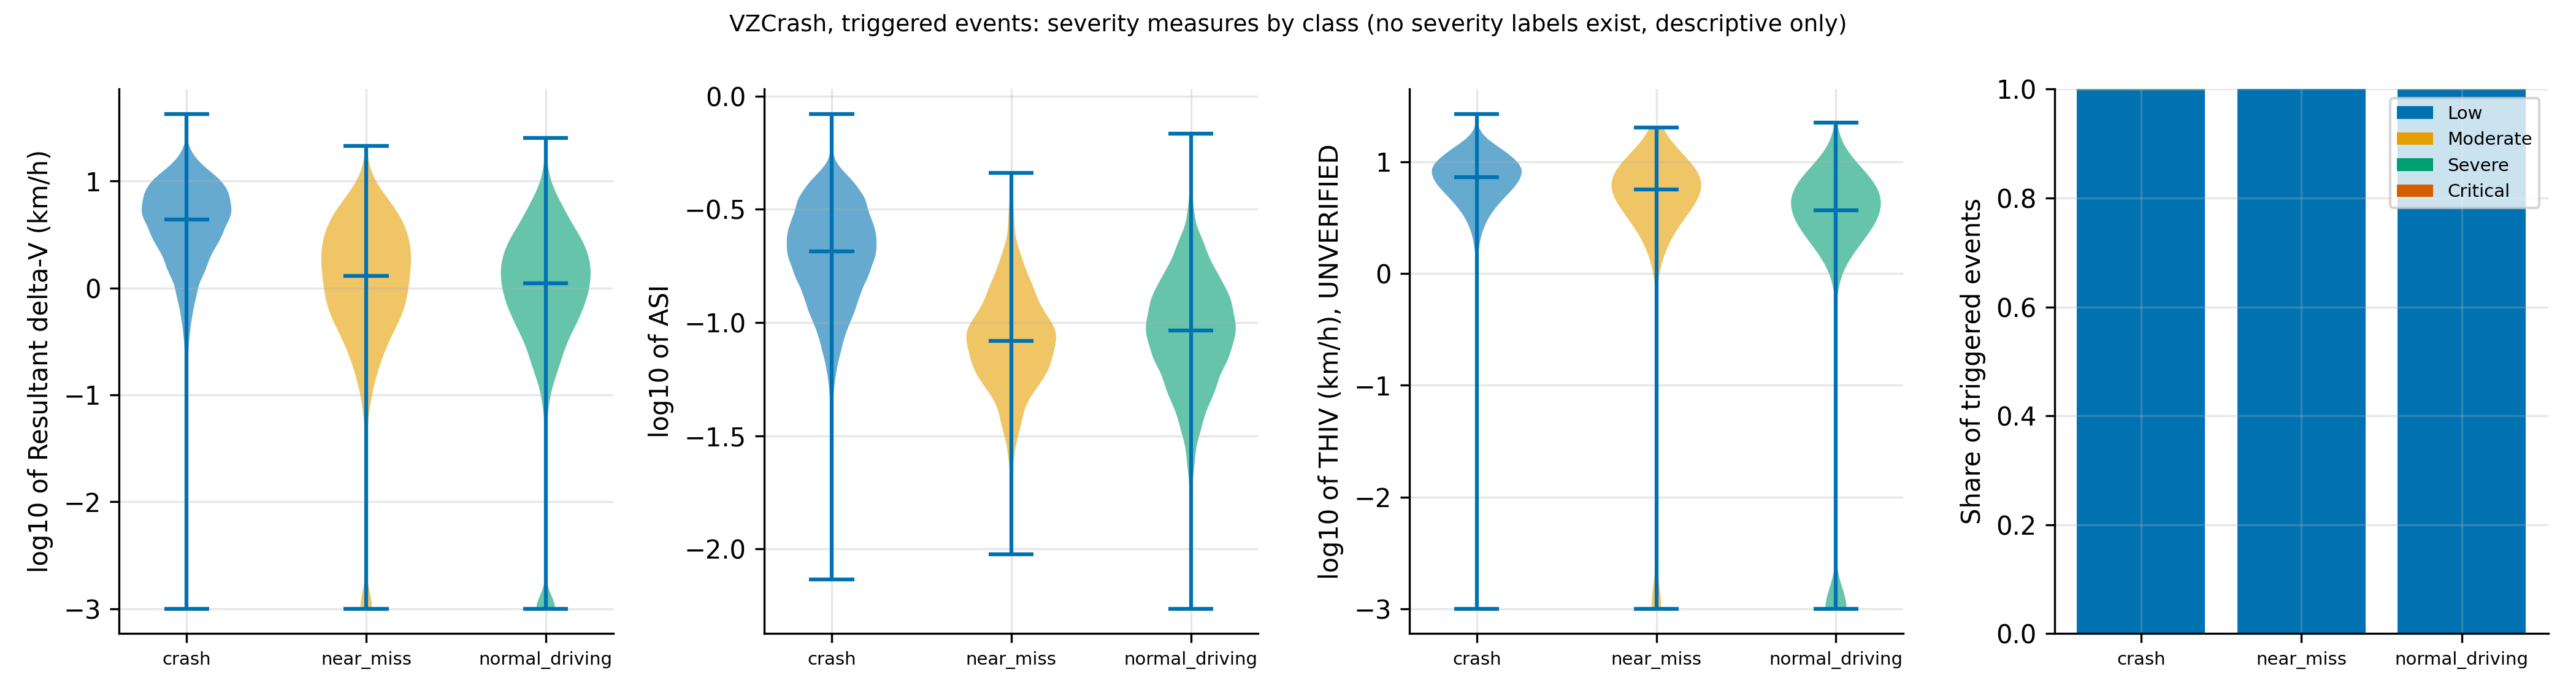 VZCrash, triggered events: severity measures by class (no severity labels exist, descriptive only)
log10 of Resultant delta-V (km/h)
1
0
−1
−2
−3
crash
near_miss
normal_driving
log10 of ASI
0.0
−0.5
−1.0
−1.5
−2.0
crash
near_miss
normal_driving
log10 of THIV (km/h), UNVERIFIED
1
0
−1
−2
−3
crash
near_miss
normal_driving
Share of triggered events
1.0
0.8
0.6
0.4
0.2
0.0
Low
Moderate
Severe
Critical
crash
near_miss
normal_driving